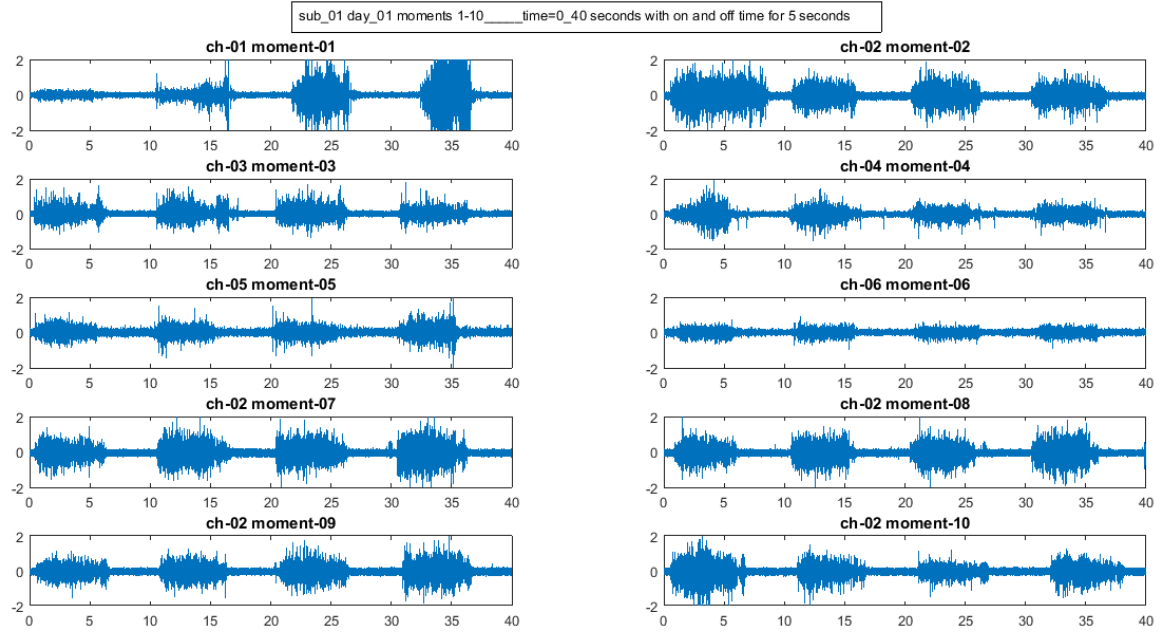 sub_01 day_01 moments 1-10_____time=0_40 seconds with on and off time for 5 seconds
ch-01 moment-01
2
0
-2
0 5 10 15 20 25 30 35 40
ch-02 moment-02
2
0
-2
0 5 10 15 20 25 30 35 40
ch-03 moment-03
2
0
-2
0 5 10 15 20 25 30 35 40
ch-04 moment-04
2
0
-2
0 5 10 15 20 25 30 35 40
ch-05 moment-05
2
0
-2
0 5 10 15 20 25 30 35 40
ch-06 moment-06
2
0
-2
0 5 10 15 20 25 30 35 40
ch-02 moment-07
2
0
-2
0 5 10 15 20 25 30 35 40
ch-02 moment-08
2
0
-2
0 5 10 15 20 25 30 35 40
ch-02 moment-09
2
0
-2
0 5 10 15 20 25 30 35 40
ch-02 moment-10
2
0
-2
0 5 10 15 20 25 30 35 40